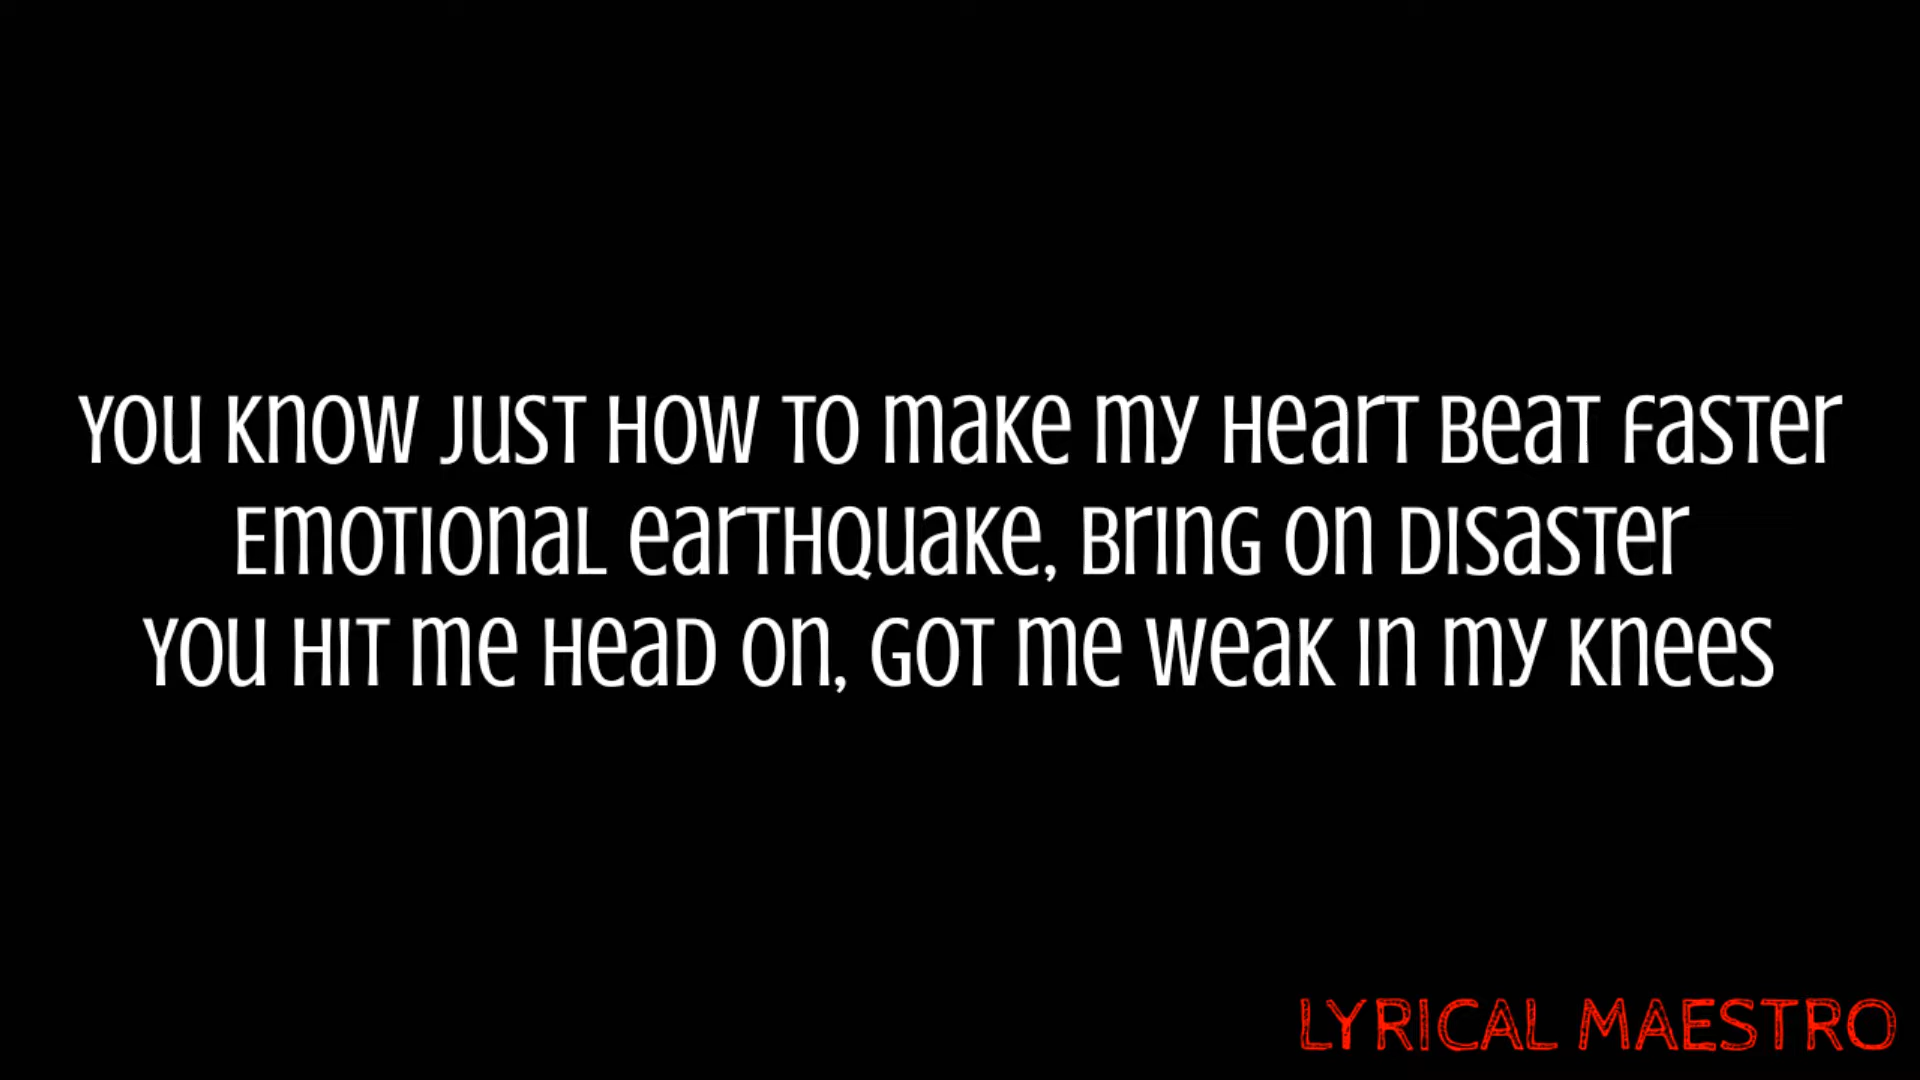 You know just how to make my heart beat faster
Emotional earthquake, bring on disaster
You hit me head on, got me weak in my knees
LYRICAL MAESTRO